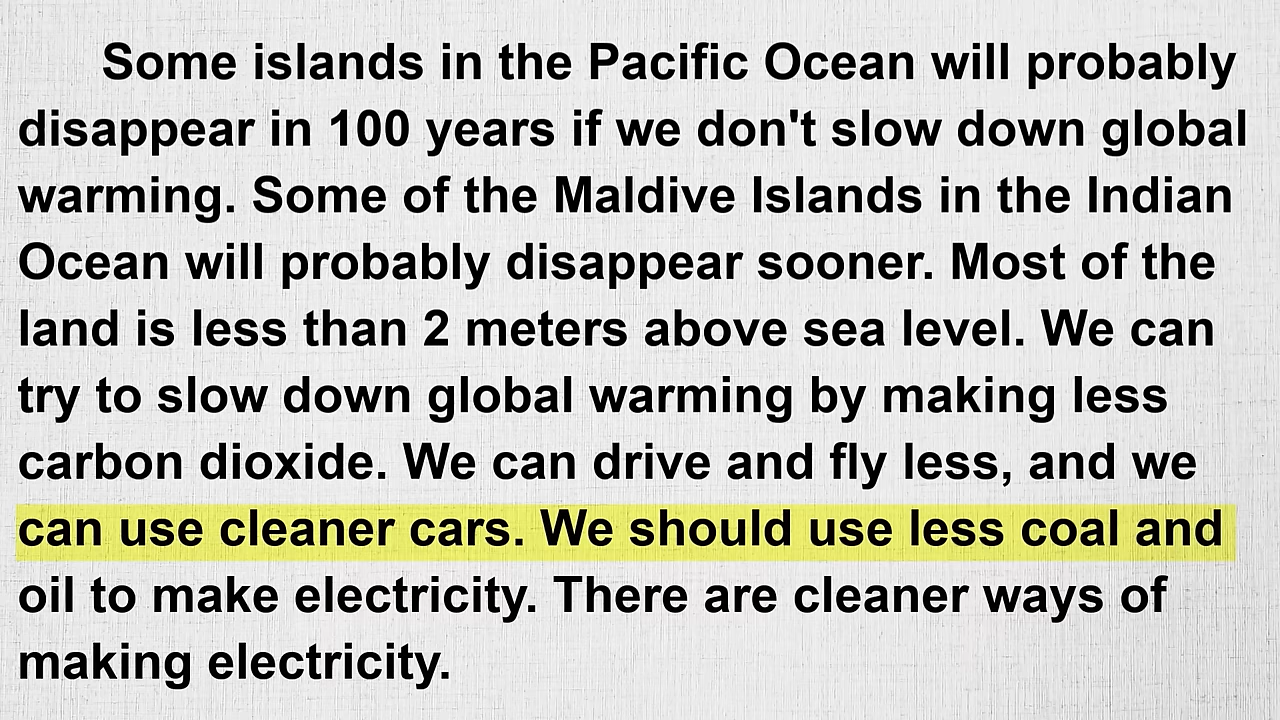 Some islands in the Pacific Ocean will probably
disappear in 100 years if we don't slow down global
warming. Some of the Maldive Islands in the Indian
Ocean will probably disappear sooner. Most of the
land is less than 2 meters above sea level. We can
try to slow down global warming by making less
carbon dioxide. We can drive and fly less, and we
can use cleaner cars. We should use less coal and
oil to make electricity. There are cleaner ways of
making electricity.